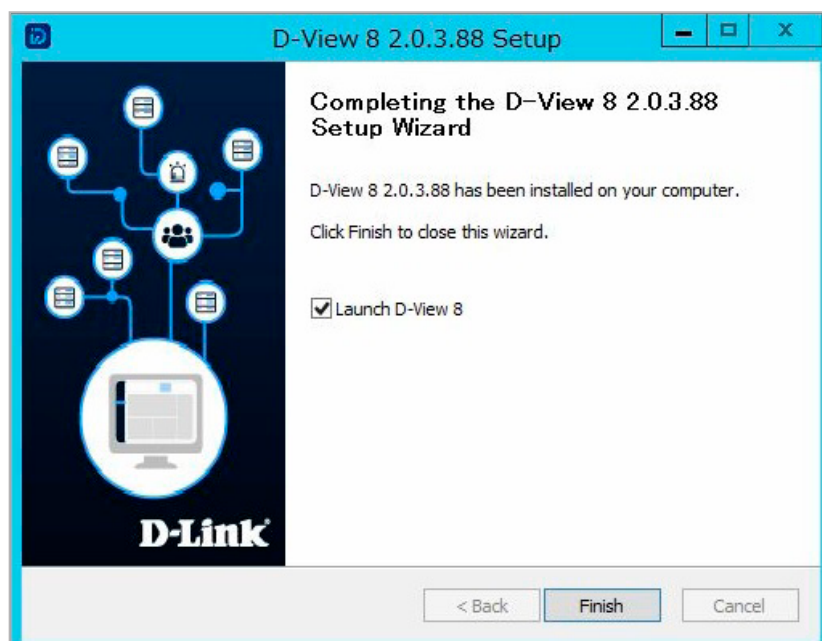 D-View 8 2.0.3.88 Setup
Completing the D-View 8 2.0.3.88
Setup Wizard
D-View 8 2.0.3.88 has been installed on your computer.
Click Finish to close this wizard.
Launch D-View 8
D-Link
< Back
Finish
Cancel